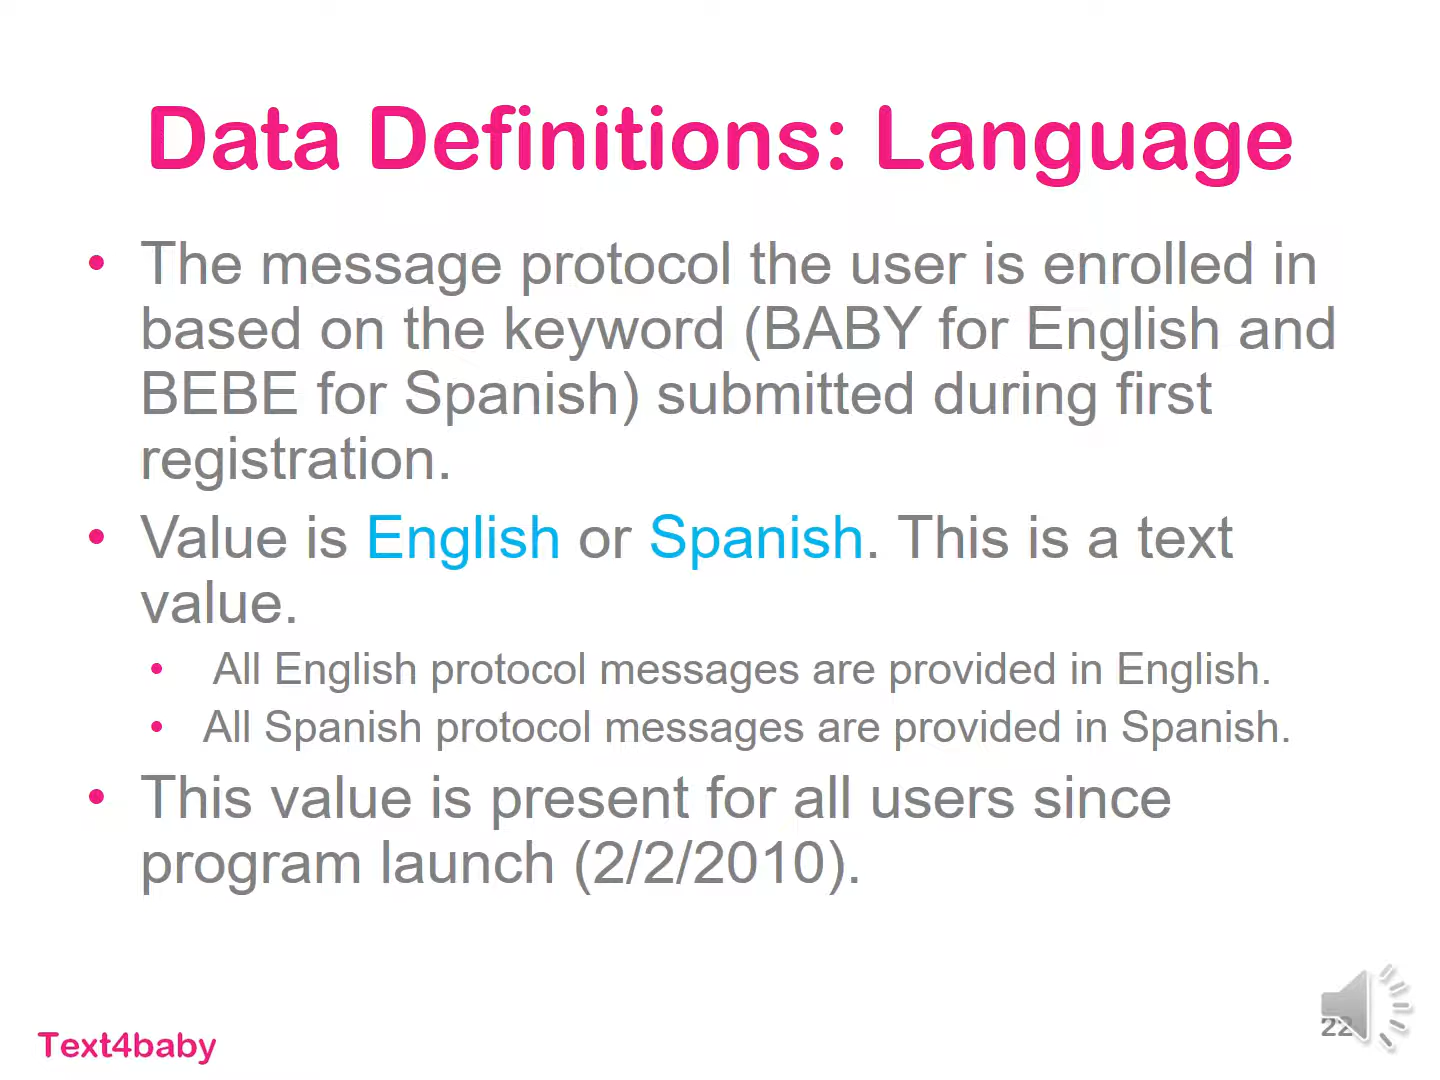 Data Definitions: Language
• The message protocol the user is enrolled in
based on the keyword (BABY for English and
BEBE for Spanish) submitted during first
registration.
• Value is English or Spanish. This is a text
value.
• All English protocol messages are provided in English.
• All Spanish protocol messages are provided in Spanish.
• This value is present for all users since
program launch (2/2/2010).
22
Text4baby